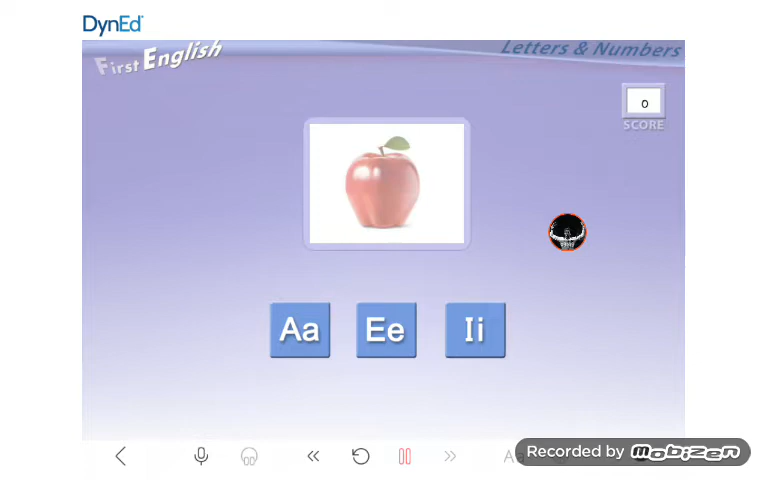 DynEd
First English
Letters & Numbers
0
SCORE
Aa
Ee
Ii
Recorded by mobizen